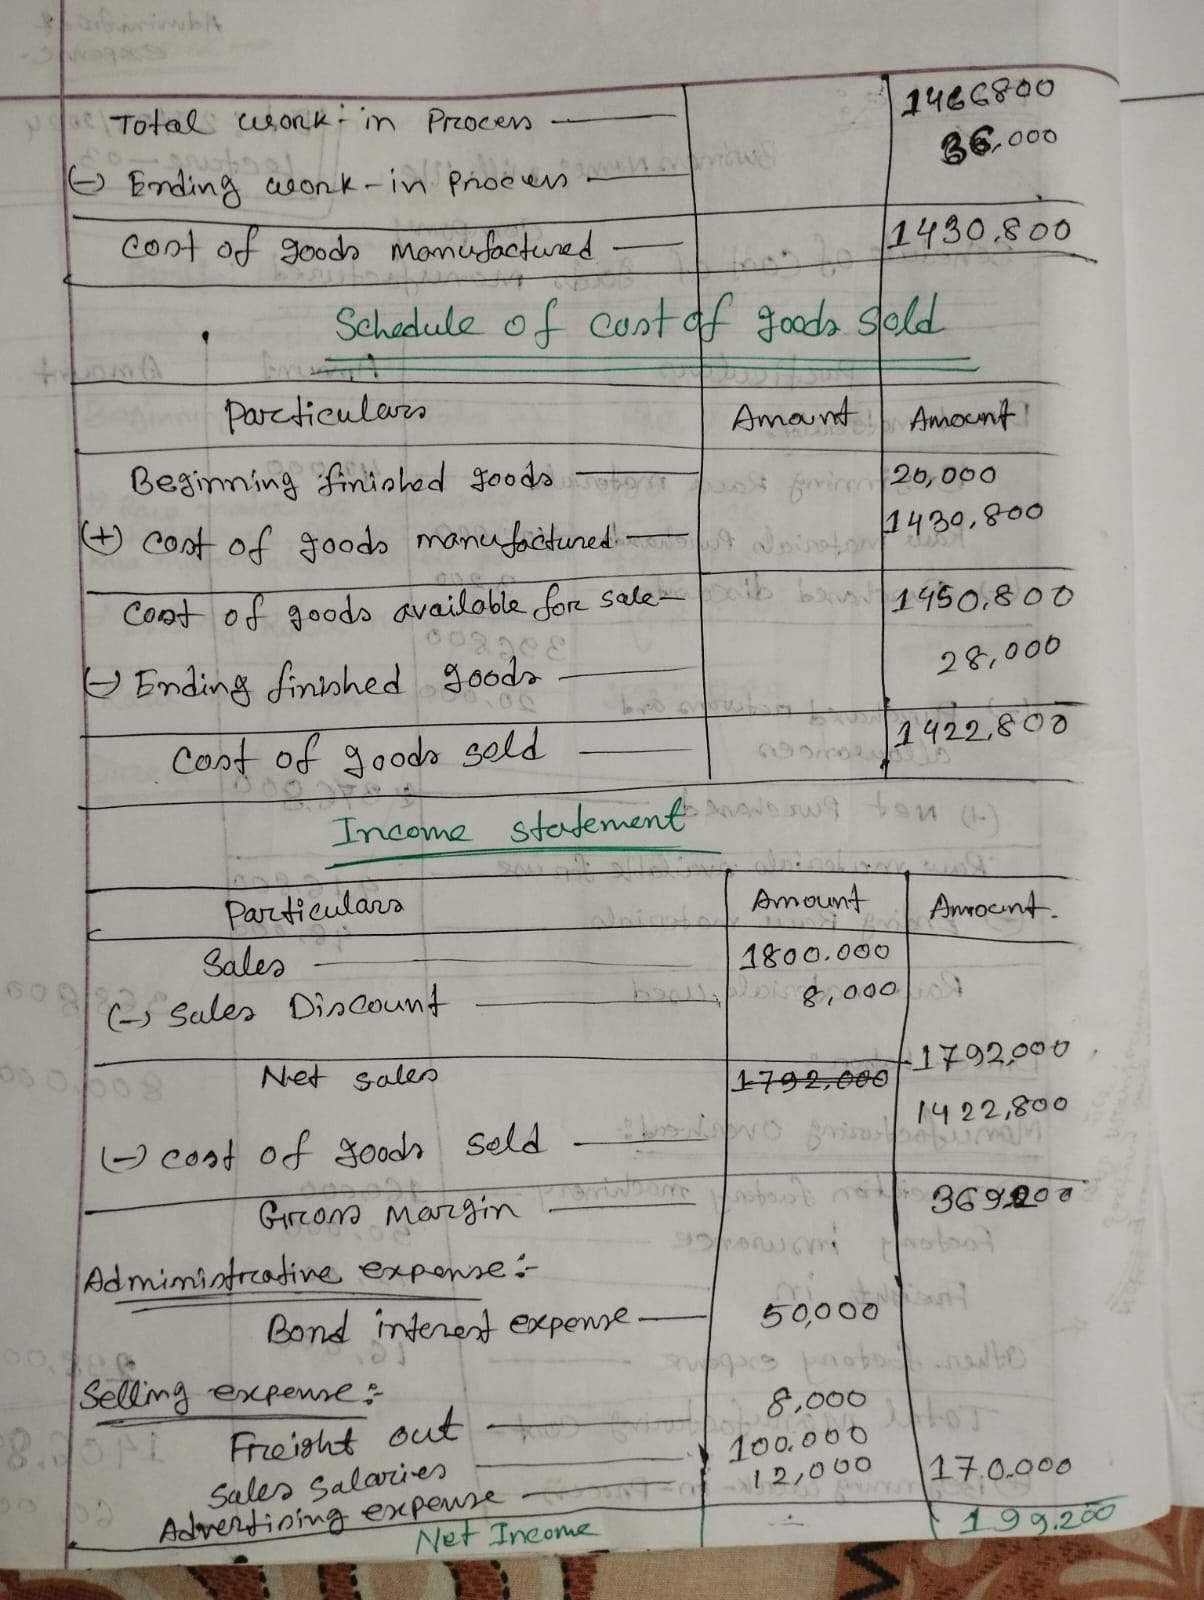 Total work-in Process 1466800
(-) Ending work-in Process 36,000
Cost of goods manufactured 1430,800
Schedule of Cost of goods sold
Particulars Amount Amount
Beginning finished goods 20,000
(+) Cost of goods manufactured 1430,800
Cost of goods available for sale 1450,800
(-) Ending finished goods 28,000
Cost of goods sold 1422,800
Income statement
Particulars Amount Amount.
Sales 1800.000
(-) Sales Discount 8,000
Net sales 1792,000 1792,000
(-) Cost of goods sold 1422,800
Gross Margin 369200
Administrative expense:-
Bond interest expense 50,000
Selling expense:-
Freight out 8,000
Sales Salaries 100.000
Advertising expense 12,000 170.000
Net Income 199.200